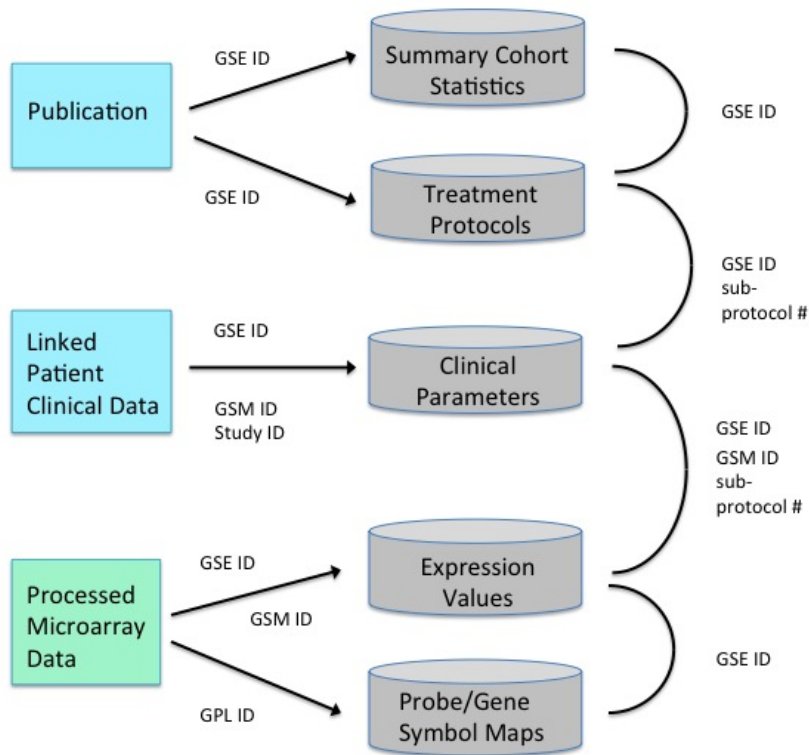 GSE ID
Summary Cohort
Statistics
Publication
GSE ID
GSE ID
Treatment
Protocols
GSE ID
sub-
protocol #
Linked
Patient
Clinical Data
GSE ID
GSM ID
Study ID
Clinical
Parameters
GSE ID
GSM ID
sub-
protocol #
Processed
Microarray
Data
GSE ID
GSM ID
Expression
Values
GPL ID
Probe/Gene
Symbol Maps
GSE ID